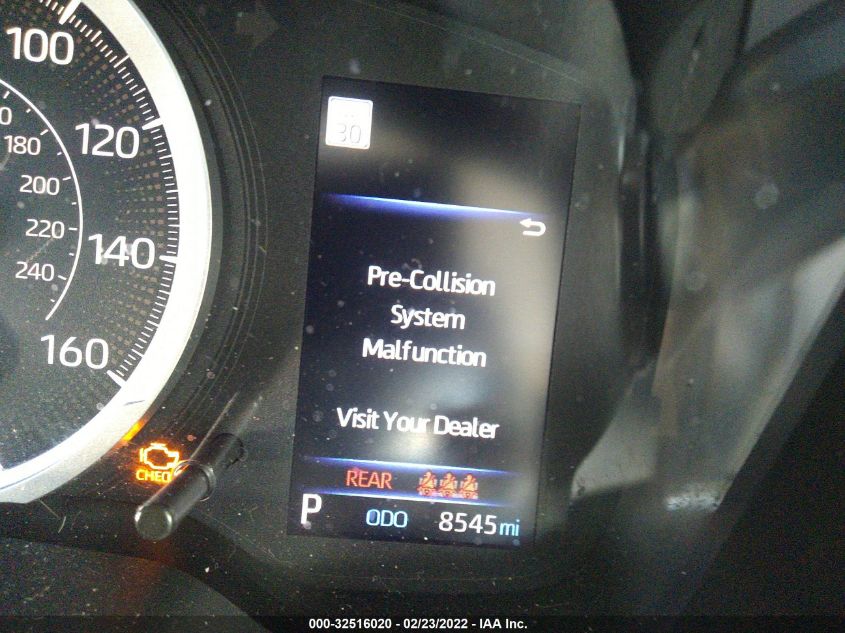 100
120
140
160
180
200
220
240
30
Pre-Collision
System
Malfunction
Visit Your Dealer
REAR
P ODO 8545 mi
000-32516020 - 02/23/2022 - IAA Inc.